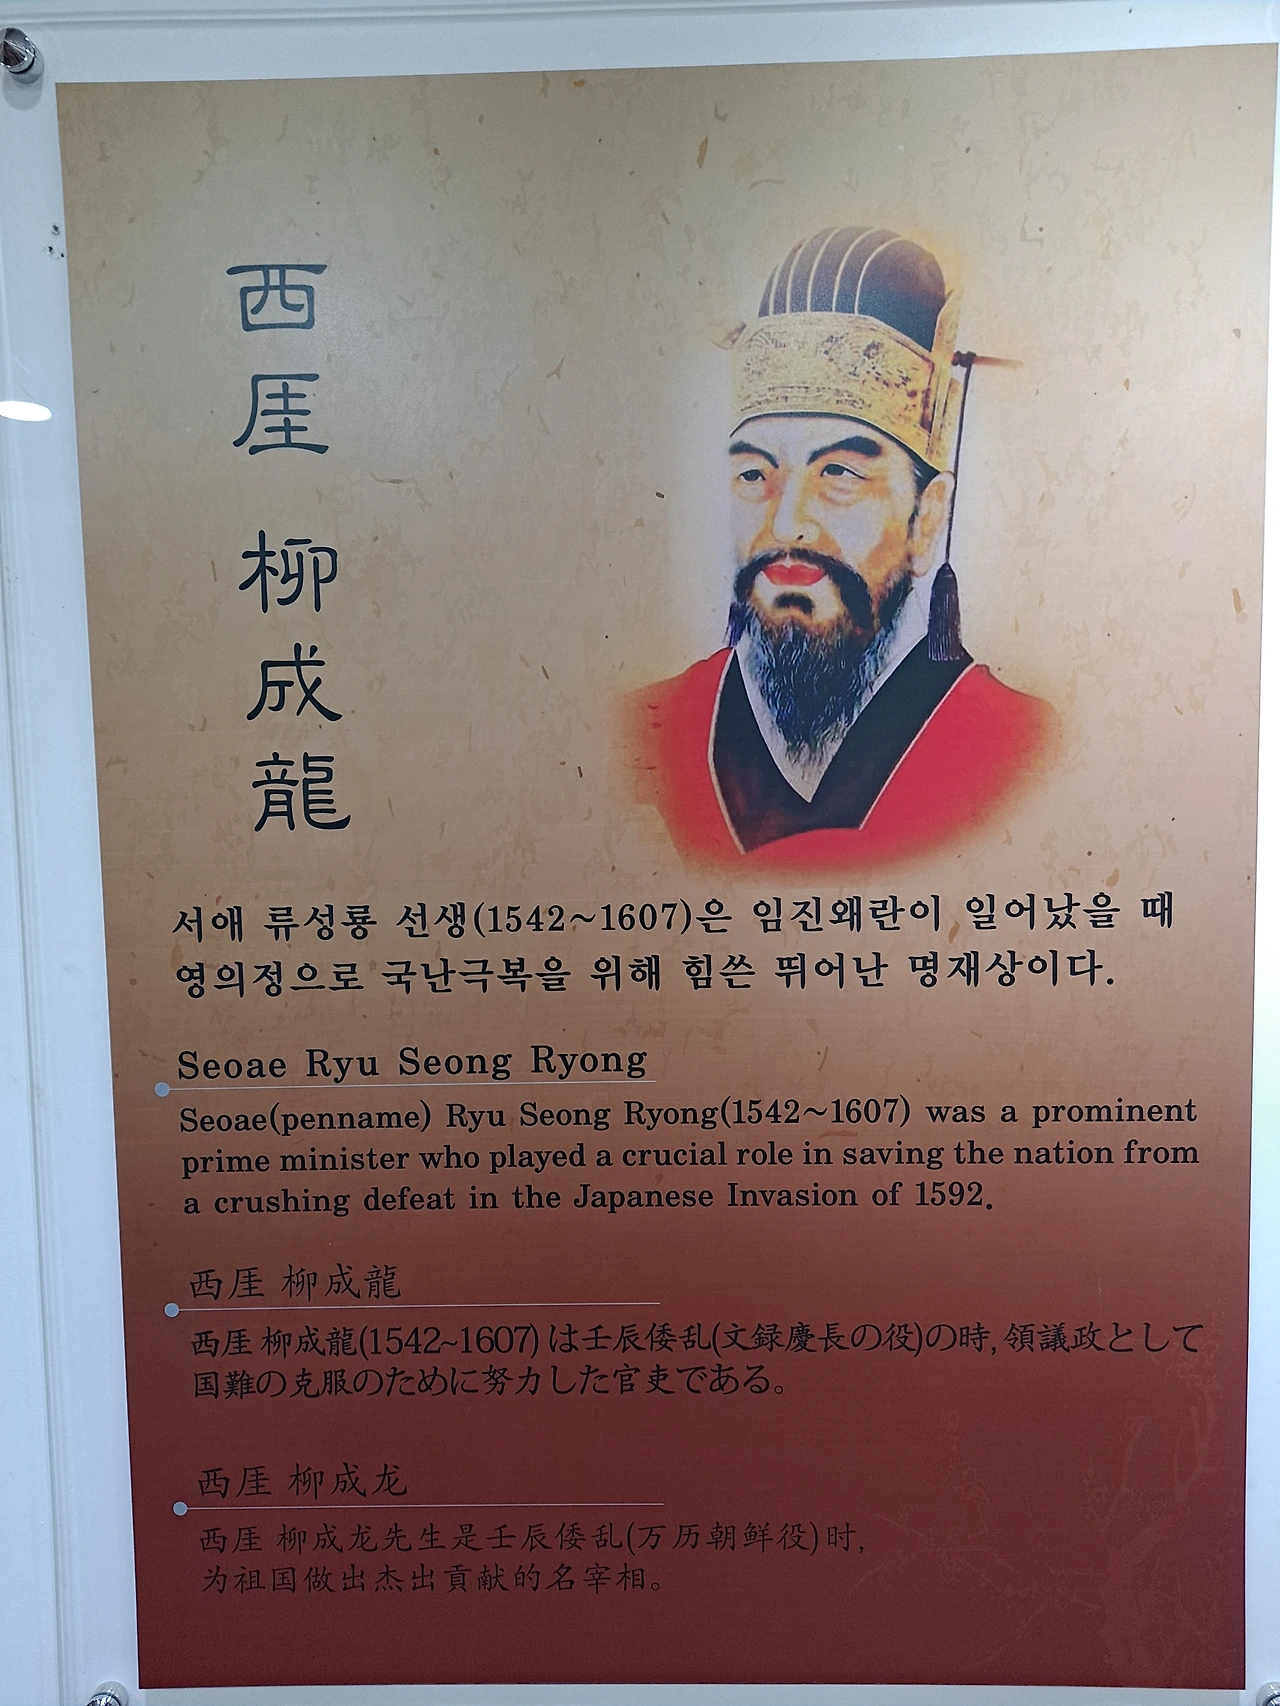 西厓 柳成龍
서애 류성룡 선생(1542~1607)은 임진왜란이 일어났을 때
영의정으로 국난극복을 위해 힘쓴 뛰어난 명재상이다.
Seoae Ryu Seong Ryong
Seoae(penname) Ryu Seong Ryong(1542~1607) was a prominent
prime minister who played a crucial role in saving the nation from
a crushing defeat in the Japanese Invasion of 1592.
西厓 柳成龍
西厓 柳成龍(1542~1607) は壬辰倭乱(文録慶長の役)の時, 領議政として
国難の克服のために努力した官吏である。
西厓 柳成龙
西厓 柳成龙先生是壬辰倭乱(万历朝鲜役)时,
为祖国做出杰出貢献的名宰相。